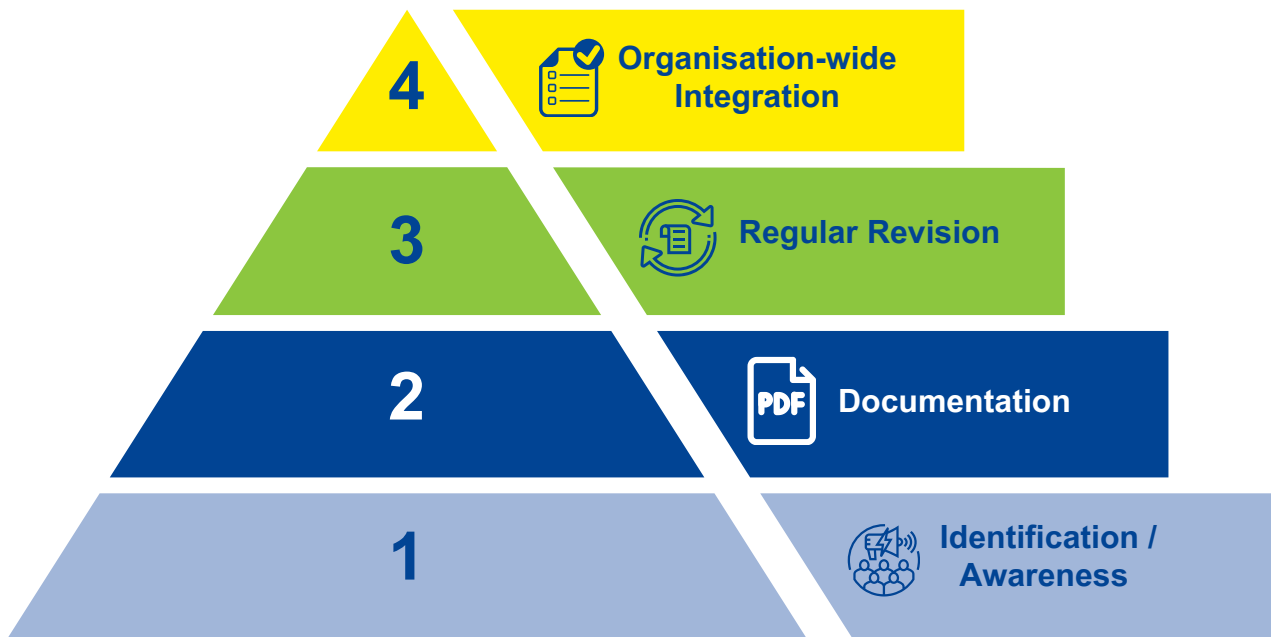 4
Organisation-wide
Integration
3
Regular Revision
2
PDF
Documentation
1
Identification /
Awareness